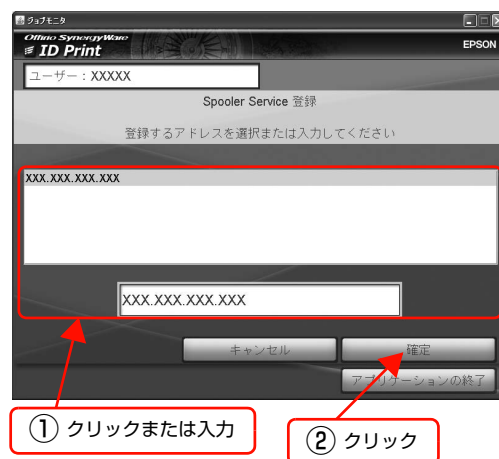 ジョブモニタ
Offirio SynergyWare
ID Print
EPSON
ユーザー：XXXXX
Spooler Service 登録
登録するアドレスを選択または入力してください
XXX.XXX.XXX.XXX
XXX.XXX.XXX.XXX
キャンセル
確定
アプリケーションの終了
① クリックまたは入力
② クリック